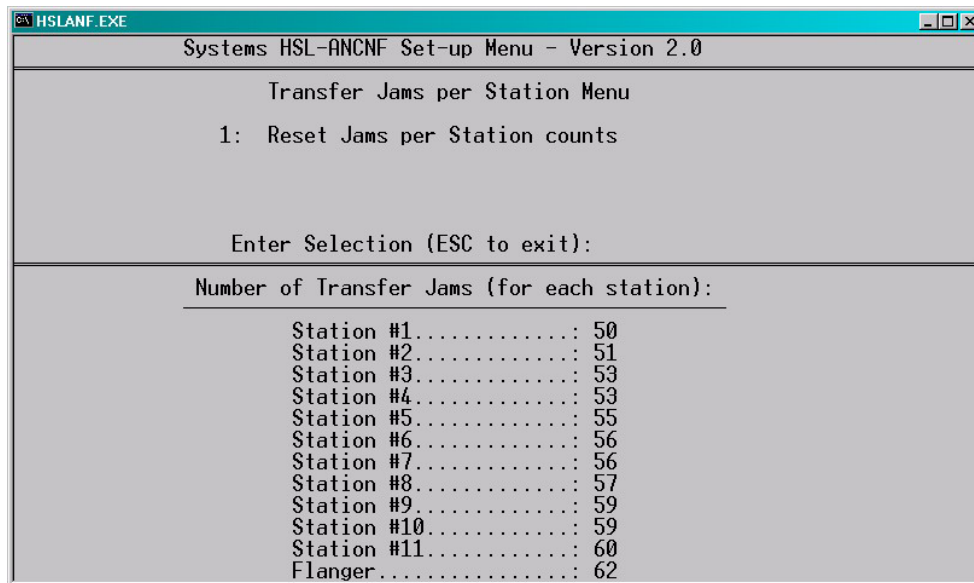 HSLANF.EXE
Systems HSL-ANCNF Set-up Menu - Version 2.0
Transfer Jams per Station Menu
1: Reset Jams per Station counts
Enter Selection (ESC to exit):
Number of Transfer Jams (for each station):
Station #1.............: 50
Station #2.............: 51
Station #3.............: 53
Station #4.............: 53
Station #5.............: 55
Station #6.............: 56
Station #7.............: 56
Station #8.............: 57
Station #9.............: 59
Station #10............: 59
Station #11............: 60
Flanger................: 62